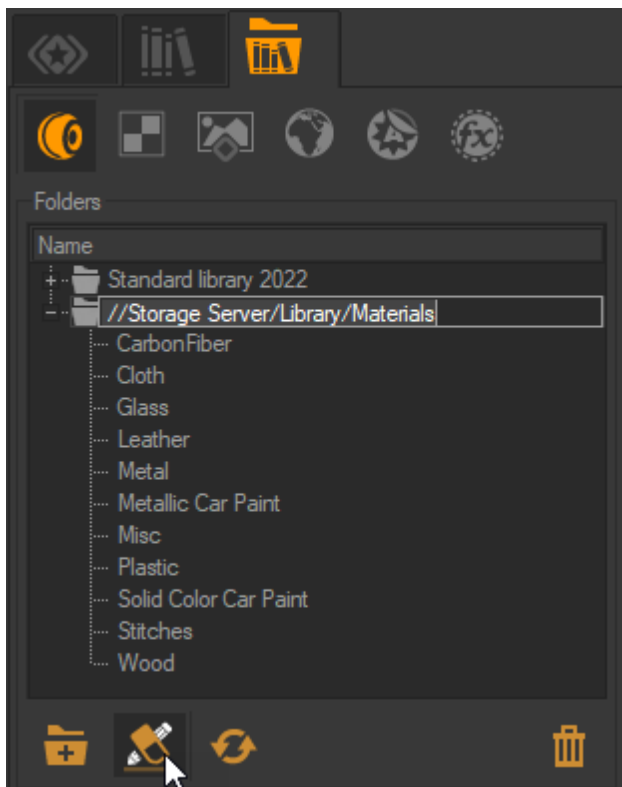 Folders
Name
Standard library 2022
//Storage Server/Library/Materials
CarbonFiber
Cloth
Glass
Leather
Metal
Metallic Car Paint
Misc
Plastic
Solid Color Car Paint
Stitches
Wood